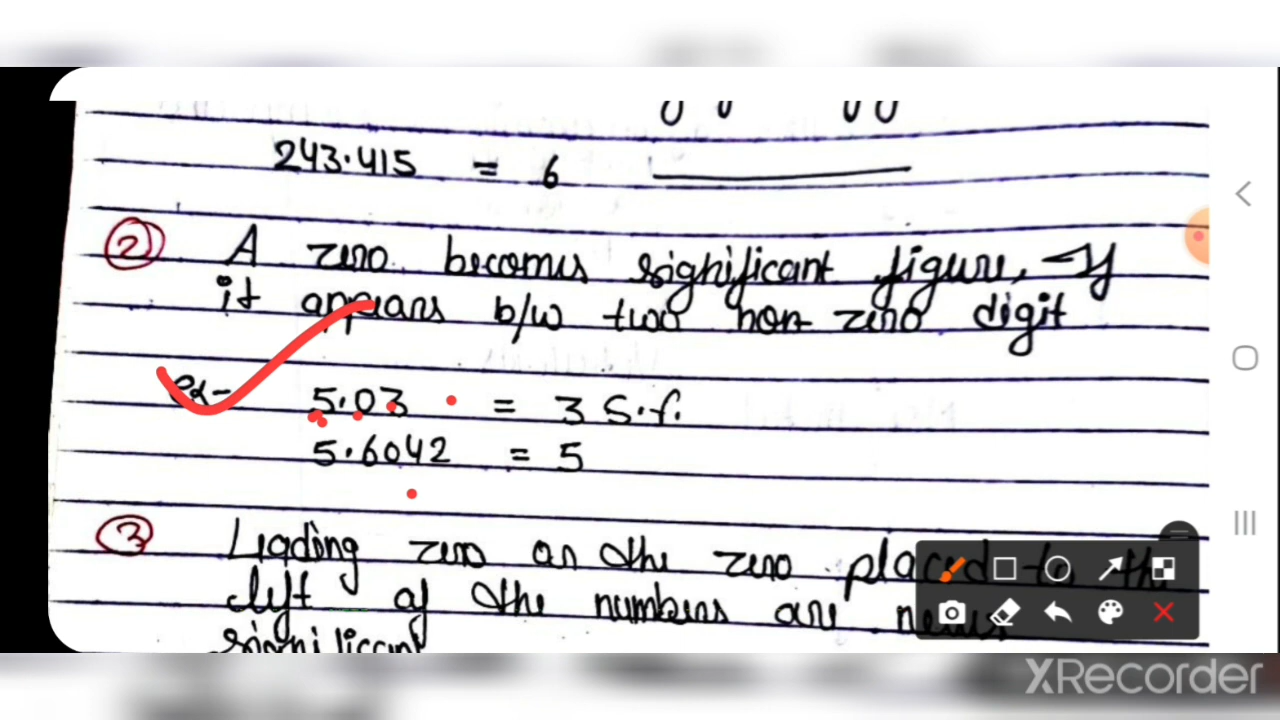 243.415 = 6
② A zero becomes significant figure, If
it appears b/w two non zero digit
ex- 5.03 = 3 S.f.
5.6042 = 5
③ Leading zero or the zero placed to the
left of the numbers are never
significant
XRecorder